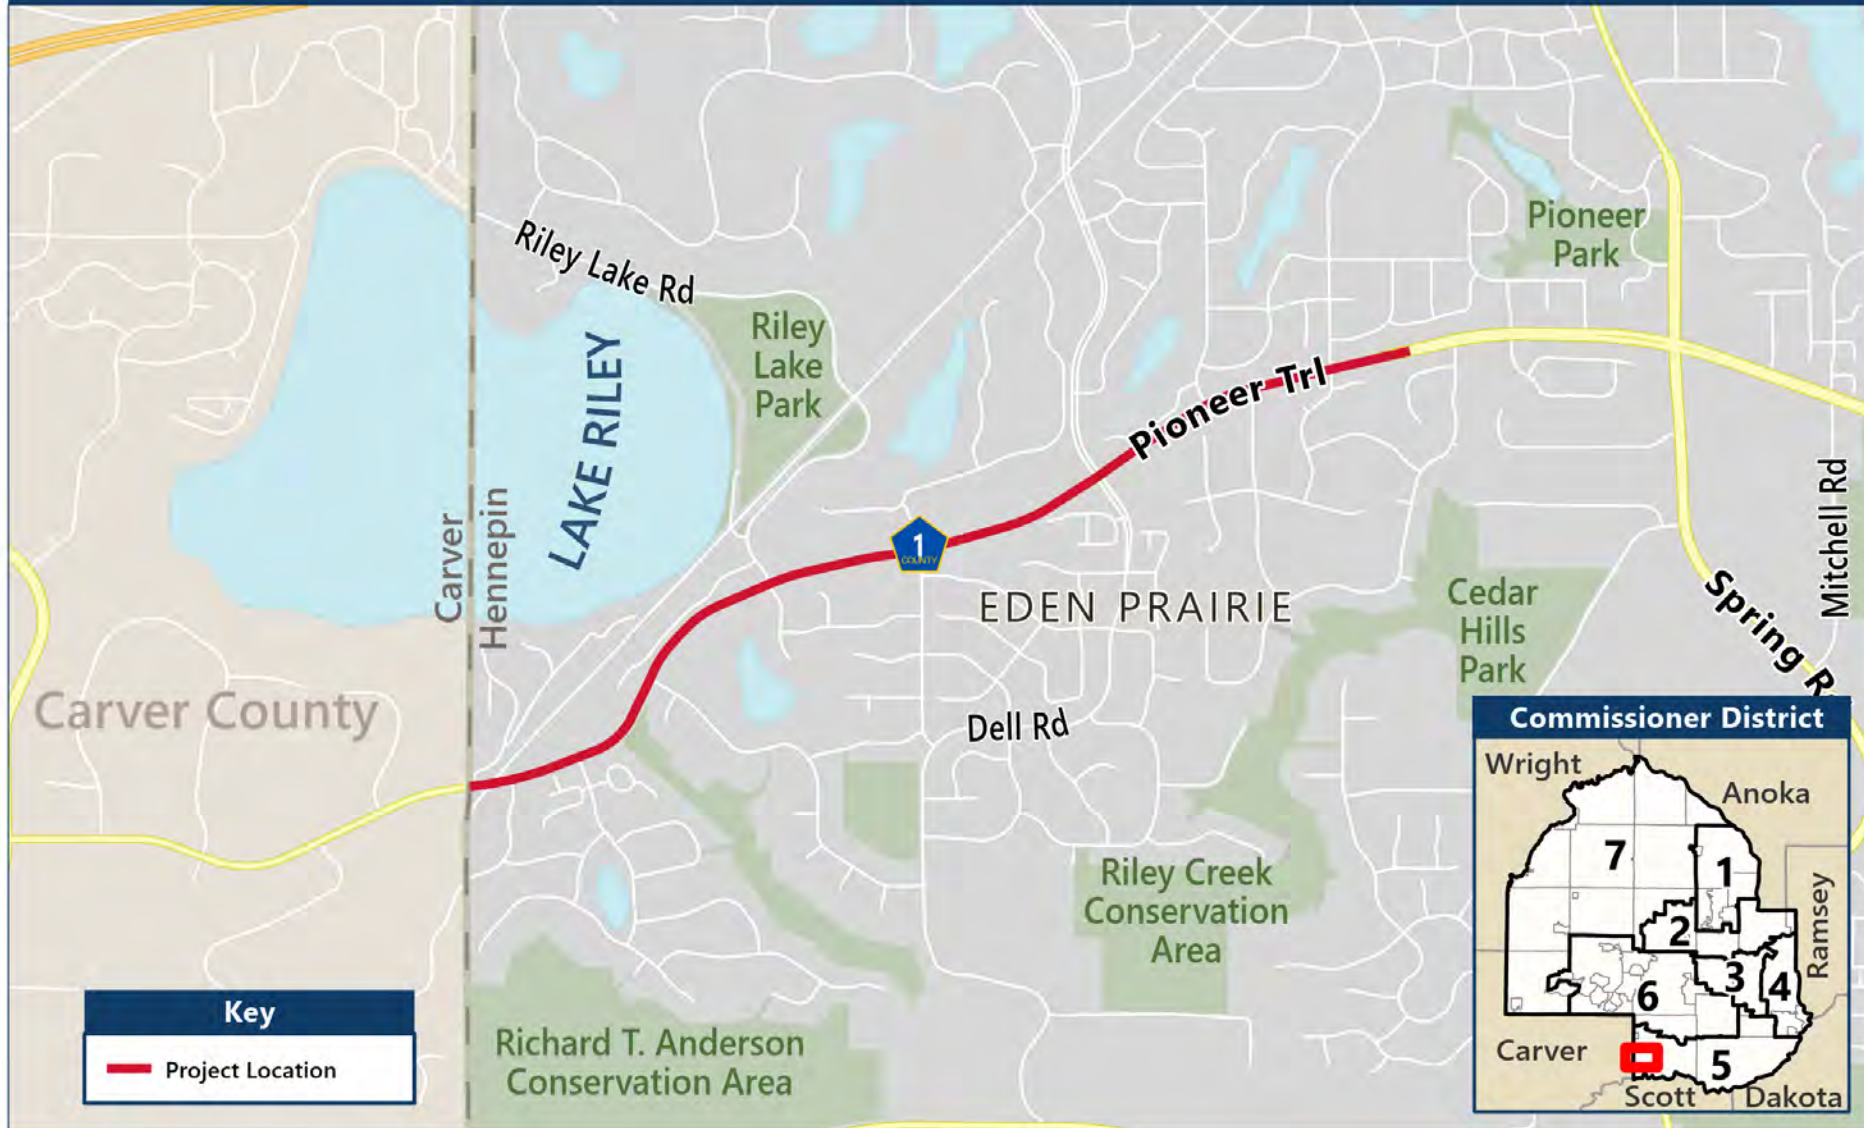 Riley Lake Rd
Pioneer
Park
Riley
Lake
Park
LAKE RILEY
Pioneer Trl
Carver
Hennepin
1
COUNTY
Mitchell Rd
EDEN PRAIRIE
Cedar
Hills
Park
Spring R
Carver County
Dell Rd
Riley Creek
Conservation
Area
Richard T. Anderson
Conservation Area
Key
Project Location
Commissioner District
Wright
Anoka
7
1
2
Ramsey
3
4
6
Carver
5
Scott
Dakota